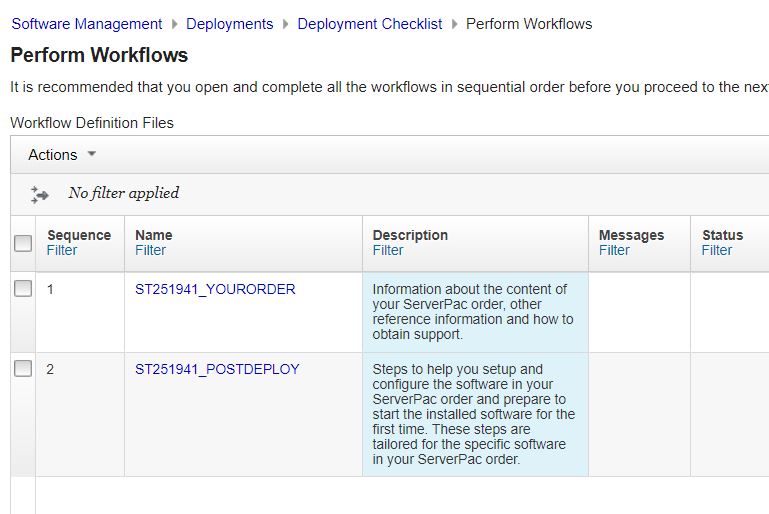 Software Management Deployments Deployment Checklist Perform Workflows
Perform Workflows
It is recommended that you open and complete all the workflows in sequential order before you proceed to the nex
Workflow Definition Files
Actions
No filter applied
Sequence Name Description Messages Status
Filter Filter Filter Filter Filter
1 ST251941_YOURORDER Information about the content of
your ServerPac order, other
reference information and how to
obtain support.
2 ST251941_POSTDEPLOY Steps to help you setup and
configure the software in your
ServerPac order and prepare to
start the installed software for the
first time. These steps are
tailored for the specific software
in your ServerPac order.